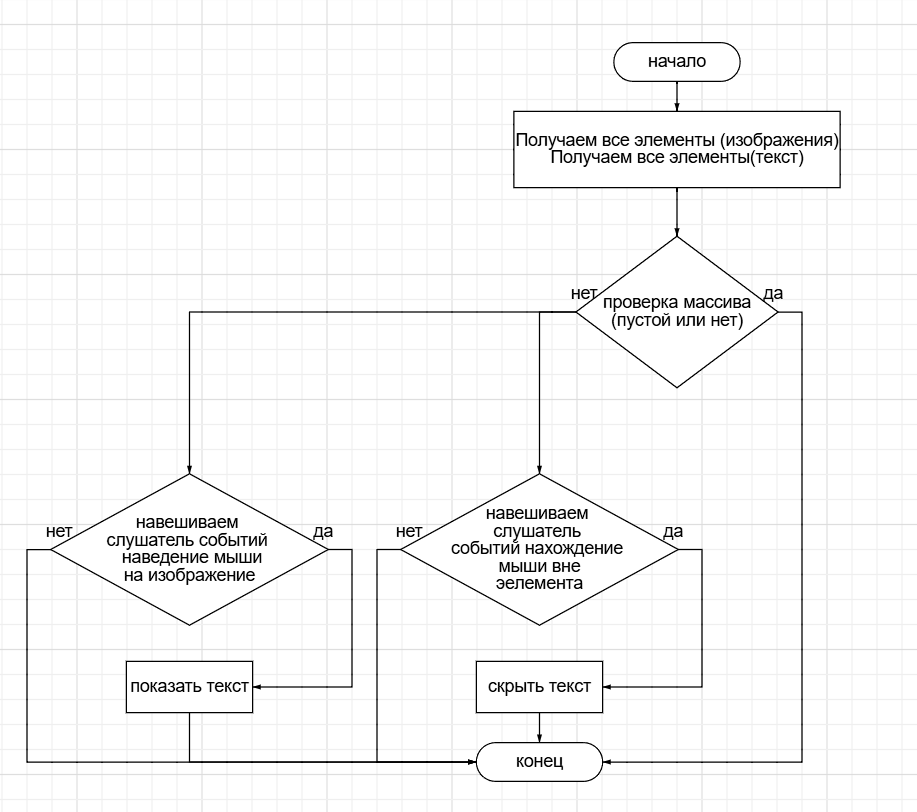 начало
Получаем все элементы (изображения)
Получаем все элементы(текст)
нет
да
проверка массива
(пустой или нет)
нет
да
навешиваем
слушатель событий
наведение мыши
на изображение
нет
да
навешиваем
слушатель
событий нахождение
мыши вне
эелемента
показать текст
скрыть текст
конец